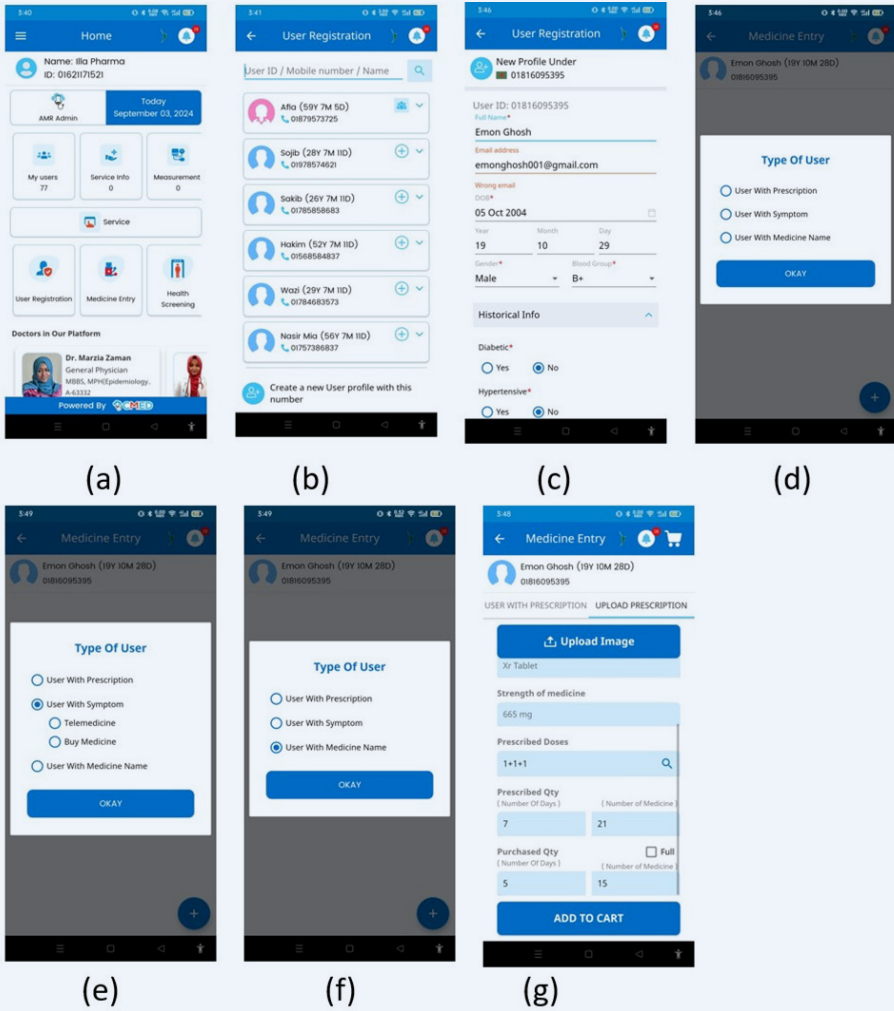 3:40
Home
Name: Illa Pharma
ID: 01621171521
AMR Admin
Today
September 03, 2024
My users
77
Service Info
0
Measurement
0
Service
User Registration
Medicine Entry
Health
Screening
Doctors in Our Platform
Dr. Marzia Zaman
General Physician
MBBS, MPH(Epidemiology,
A-63332
Powered By CMED
(a)
3:41
User Registration
User ID / Mobile number / Name
Afia (59Y 7M 5D)
01879573725
Sojib (28Y 7M 11D)
01978574621
Sakib (26Y 7M 11D)
01785858683
Hakim (52Y 7M 11D)
01568584837
Wazi (29Y 7M 11D)
01784683573
Nasir Mia (56Y 7M 11D)
01757386837
Create a new User profile with this
number
(b)
3:46
User Registration
New Profile Under
01816095395
User ID: 01816095395
Full Name*
Emon Ghosh
Email address
emonghosh001@gmail.com
Wrong email
DOB*
05 Oct 2004
Year Month Day
19 10 29
Gender* Blood Group*
Male B+
Historical Info
Diabetic*
Yes No
Hypertensive*
Yes No
(c)
3:46
Medicine Entry
Emon Ghosh (19Y 10M 28D)
01816095395
Type Of User
User With Prescription
User With Symptom
User With Medicine Name
OKAY
+
(d)
3:49
Medicine Entry
Emon Ghosh (19Y 10M 28D)
01816095395
Type Of User
User With Prescription
User With Symptom
Telemedicine
Buy Medicine
User With Medicine Name
OKAY
+
(e)
3:49
Medicine Entry
Emon Ghosh (19Y 10M 28D)
01816095395
Type Of User
User With Prescription
User With Symptom
User With Medicine Name
OKAY
+
(f)
3:48
Medicine Entry
Emon Ghosh (19Y 10M 28D)
01816095395
USER WITH PRESCRIPTION UPLOAD PRESCRIPTION
Upload Image
Xr Tablet
Strength of medicine
665 mg
Prescribed Doses
1+1+1
Prescribed Qty
( Number Of Days ) ( Number of Medicine )
7 21
Purchased Qty Full
( Number Of Days ) ( Number of Medicine )
5 15
ADD TO CART
(g)